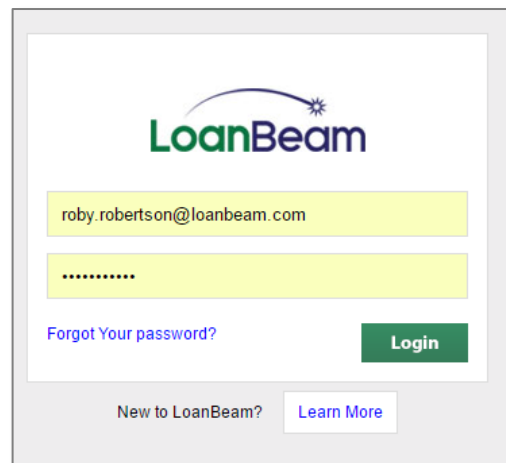 LoanBeam
roby.robertson@loanbeam.com
•••••••••••
Forgot Your password?
Login
New to LoanBeam?
Learn More